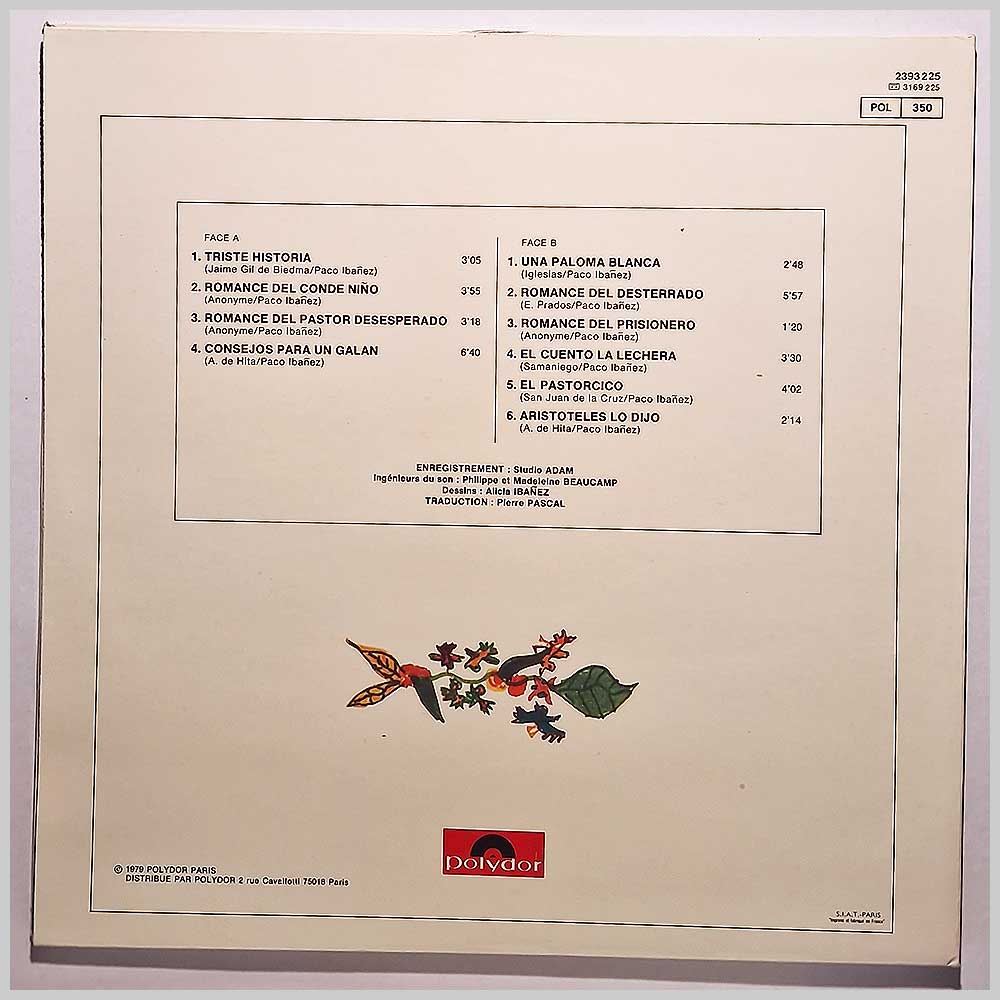 2393 225
3169 225
POL 350
FACE A
1. TRISTE HISTORIA 3'05
(Jaime Gil de Biedma/Paco Ibañez)
2. ROMANCE DEL CONDE NIÑO 3'55
(Anonyme/Paco Ibañez)
3. ROMANCE DEL PASTOR DESESPERADO 3'18
(Anonyme/Paco Ibañez)
4. CONSEJOS PARA UN GALAN 6'40
(A. de Hita/Paco Ibañez)
FACE B
1. UNA PALOMA BLANCA 2'48
(Iglesias/Paco Ibañez)
2. ROMANCE DEL DESTERRADO 5'57
(E. Prados/Paco Ibañez)
3. ROMANCE DEL PRISIONERO 1'20
(Anonyme/Paco Ibañez)
4. EL CUENTO LA LECHERA 3'30
(Samaniego/Paco Ibañez)
5. EL PASTORCICO 4'02
(San Juan de la Cruz/Paco Ibañez)
6. ARISTOTELES LO DIJO 2'14
(A. de Hita/Paco Ibañez)
ENREGISTREMENT : Studio ADAM
Ingénieurs du son : Philippe et Madeleine BEAUCAMP
Dessins : Alicia IBAÑEZ
TRADUCTION : Pierre PASCAL
polydor
℗ 1979 POLYDOR PARIS
DISTRIBUE PAR POLYDOR 2 rue Cavallotti 75018 Paris
S.I.A.T.-PARIS
"Imprimé et fabriqué en France"